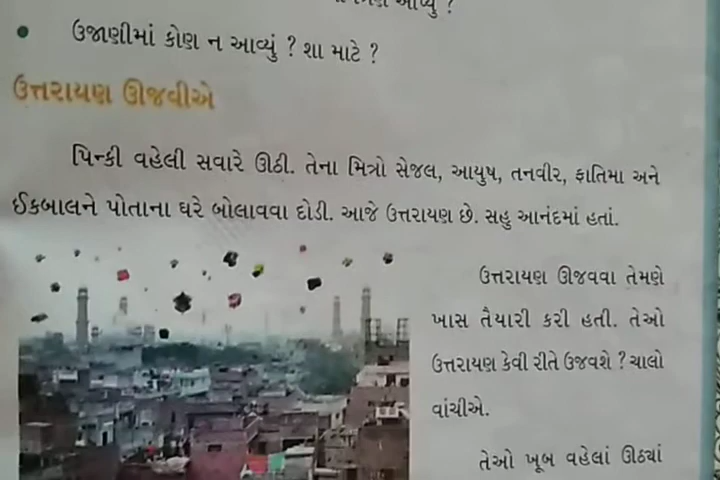 આવ્યું ?
• ઉજાણીમાં કોણ ન આવ્યું ? શા માટે ?
ઉત્તરાયણ ઊજવીએ
પિન્કી વહેલી સવારે ઊઠી. તેના મિત્રો સેજલ, આયુષ, તનવીર, ફાતિમા અને
ઈકબાલને પોતાના ઘરે બોલાવવા દોડી. આજે ઉત્તરાયણ છે. સહુ આનંદમાં હતાં.
ઉત્તરાયણ ઊજવવા તેમણે
ખાસ તૈયારી કરી હતી. તેઓ
ઉત્તરાયણ કેવી રીતે ઉજવશે ? ચાલો
વાંચીએ.
તેઓ ખૂબ વહેલાં ઊઠ્યાં